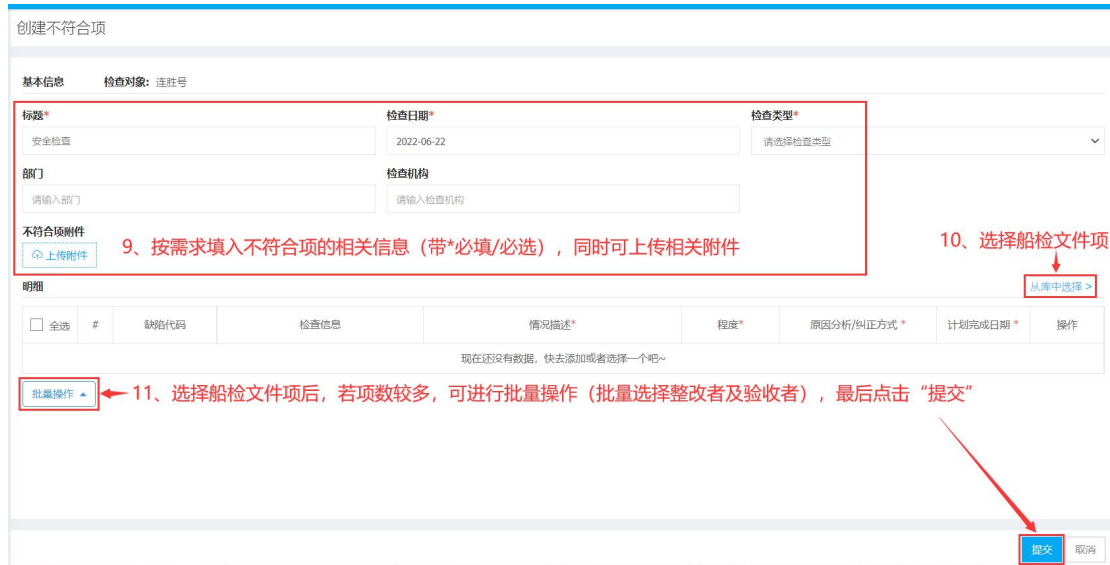 创建不符合项
基本信息 检查对象: 连胜号
标题* 检查日期* 检查类型*
安全检查 2022-06-22 请选择检查类型
部门 检查机构
请输入部门 请输入检查机构
不符合项附件
上传附件
9、按需求填入不符合项的相关信息（带*必填/必选），同时可上传相关附件
10、选择船检文件项
明细 从库中选择 >
全选 # 缺陷代码 检查信息 情况描述* 程度* 原因分析/纠正方式 * 计划完成日期 * 操作
现在还没有数据，快去添加或者选择一个吧~
批量操作
11、选择船检文件项后，若项数较多，可进行批量操作（批量选择整改者及验收者），最后点击“提交”
提交 取消